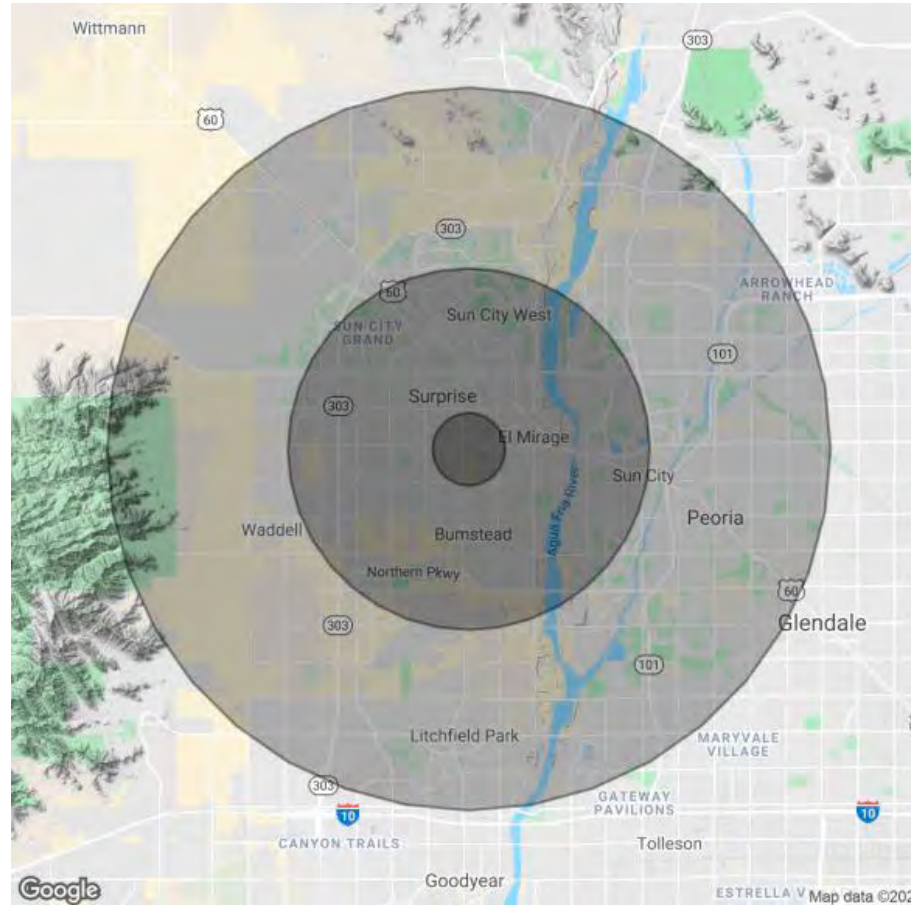 Wittmann
303
60
303
ARROWHEAD
RANCH
60
Sun City West
SUN CITY
GRAND
101
303
Surprise
El Mirage
Sun City
Agua Fria River
Peoria
Waddell
Bumstead
Northern Pkwy
60
303
Glendale
101
Litchfield Park
MARYVALE
VILLAGE
303
10
GATEWAY
PAVILIONS
10
CANYON TRAILS
Tolleson
Goodyear
Google
ESTRELLA V
Map data ©202